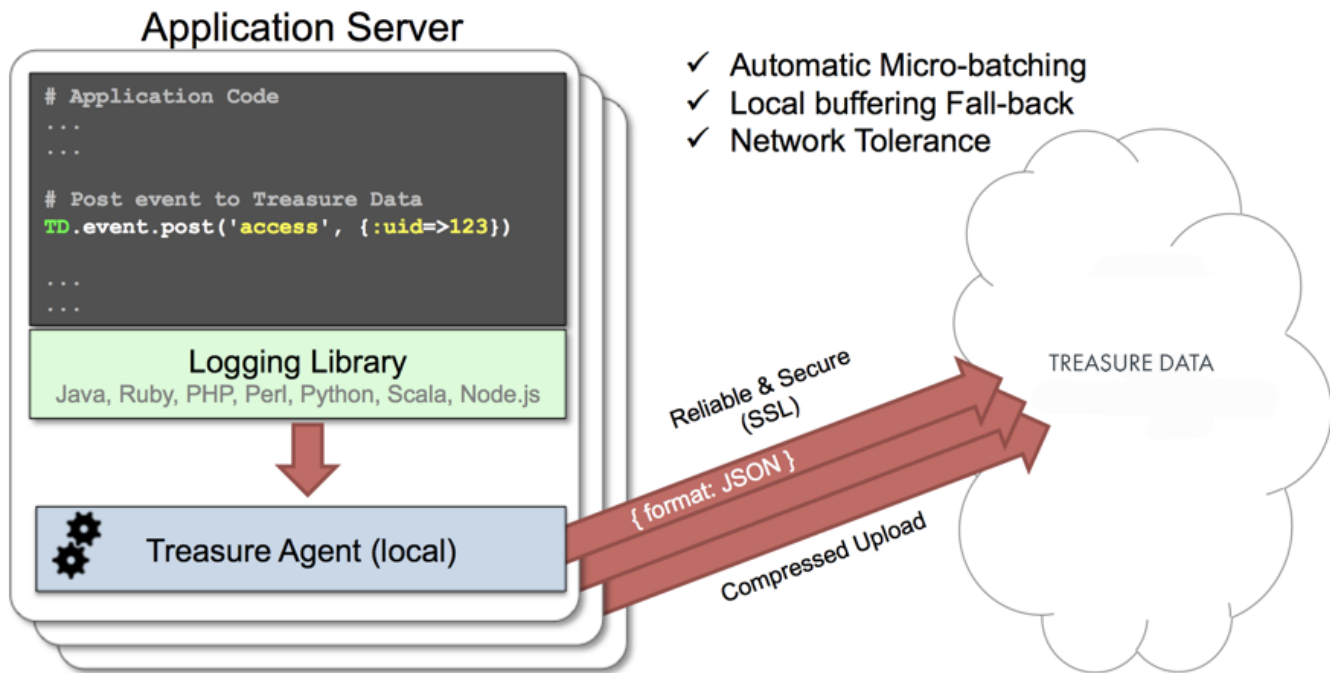 Application Server
# Application Code
...
...
# Post event to Treasure Data
TD.event.post('access', {:uid=>123})
...
...
Logging Library
Java, Ruby, PHP, Perl, Python, Scala, Node.js
Treasure Agent (local)
✓ Automatic Micro-batching
✓ Local buffering Fall-back
✓ Network Tolerance
Reliable & Secure
(SSL)
{ format: JSON }
Compressed Upload
TREASURE DATA